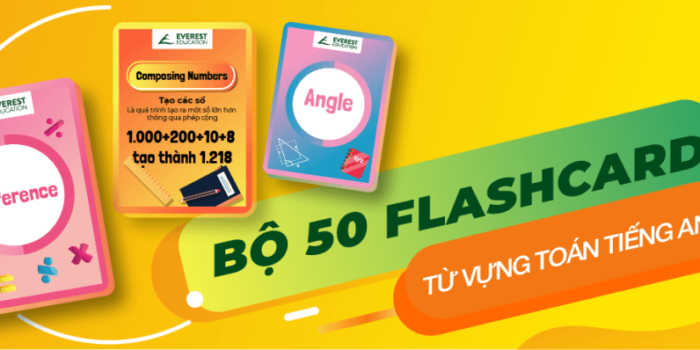 EVEREST
EDUCATION
ference
EVEREST
EDUCATION
Composing Numbers
Tạo các số
Là quá trình tạo ra một số lớn hơn
thông qua phép cộng
1.000+200+10+8
tạo thành 1.218
EVEREST
EDUCATION
Angle
BỘ 50 FLASHCARD
TỪ VỰNG TOÁN TIẾNG AN